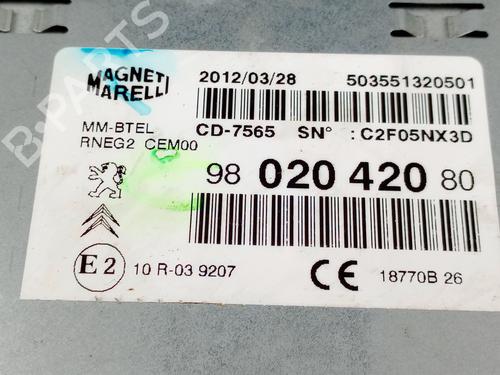 MAGNETI
MARELLI
2012/03/28 503551320501
MM-BTEL
RNEG2 CEM00
CD-7565 SN° : C2F05NX3D
98 020 420 80
E2
10 R-03 9207
CE
18770B 26
B-PARTS